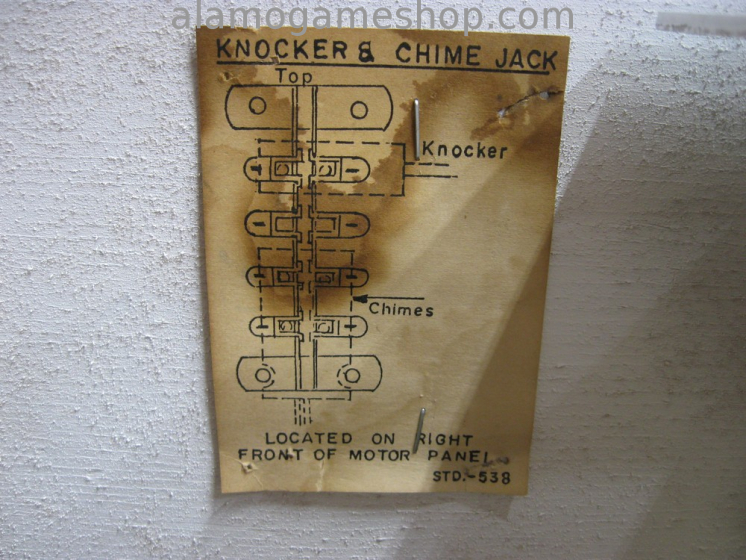 alamogameshop.com
KNOCKER & CHIME JACK
Top
Knocker
Chimes
LOCATED ON RIGHT
FRONT OF MOTOR PANEL
STD.-538